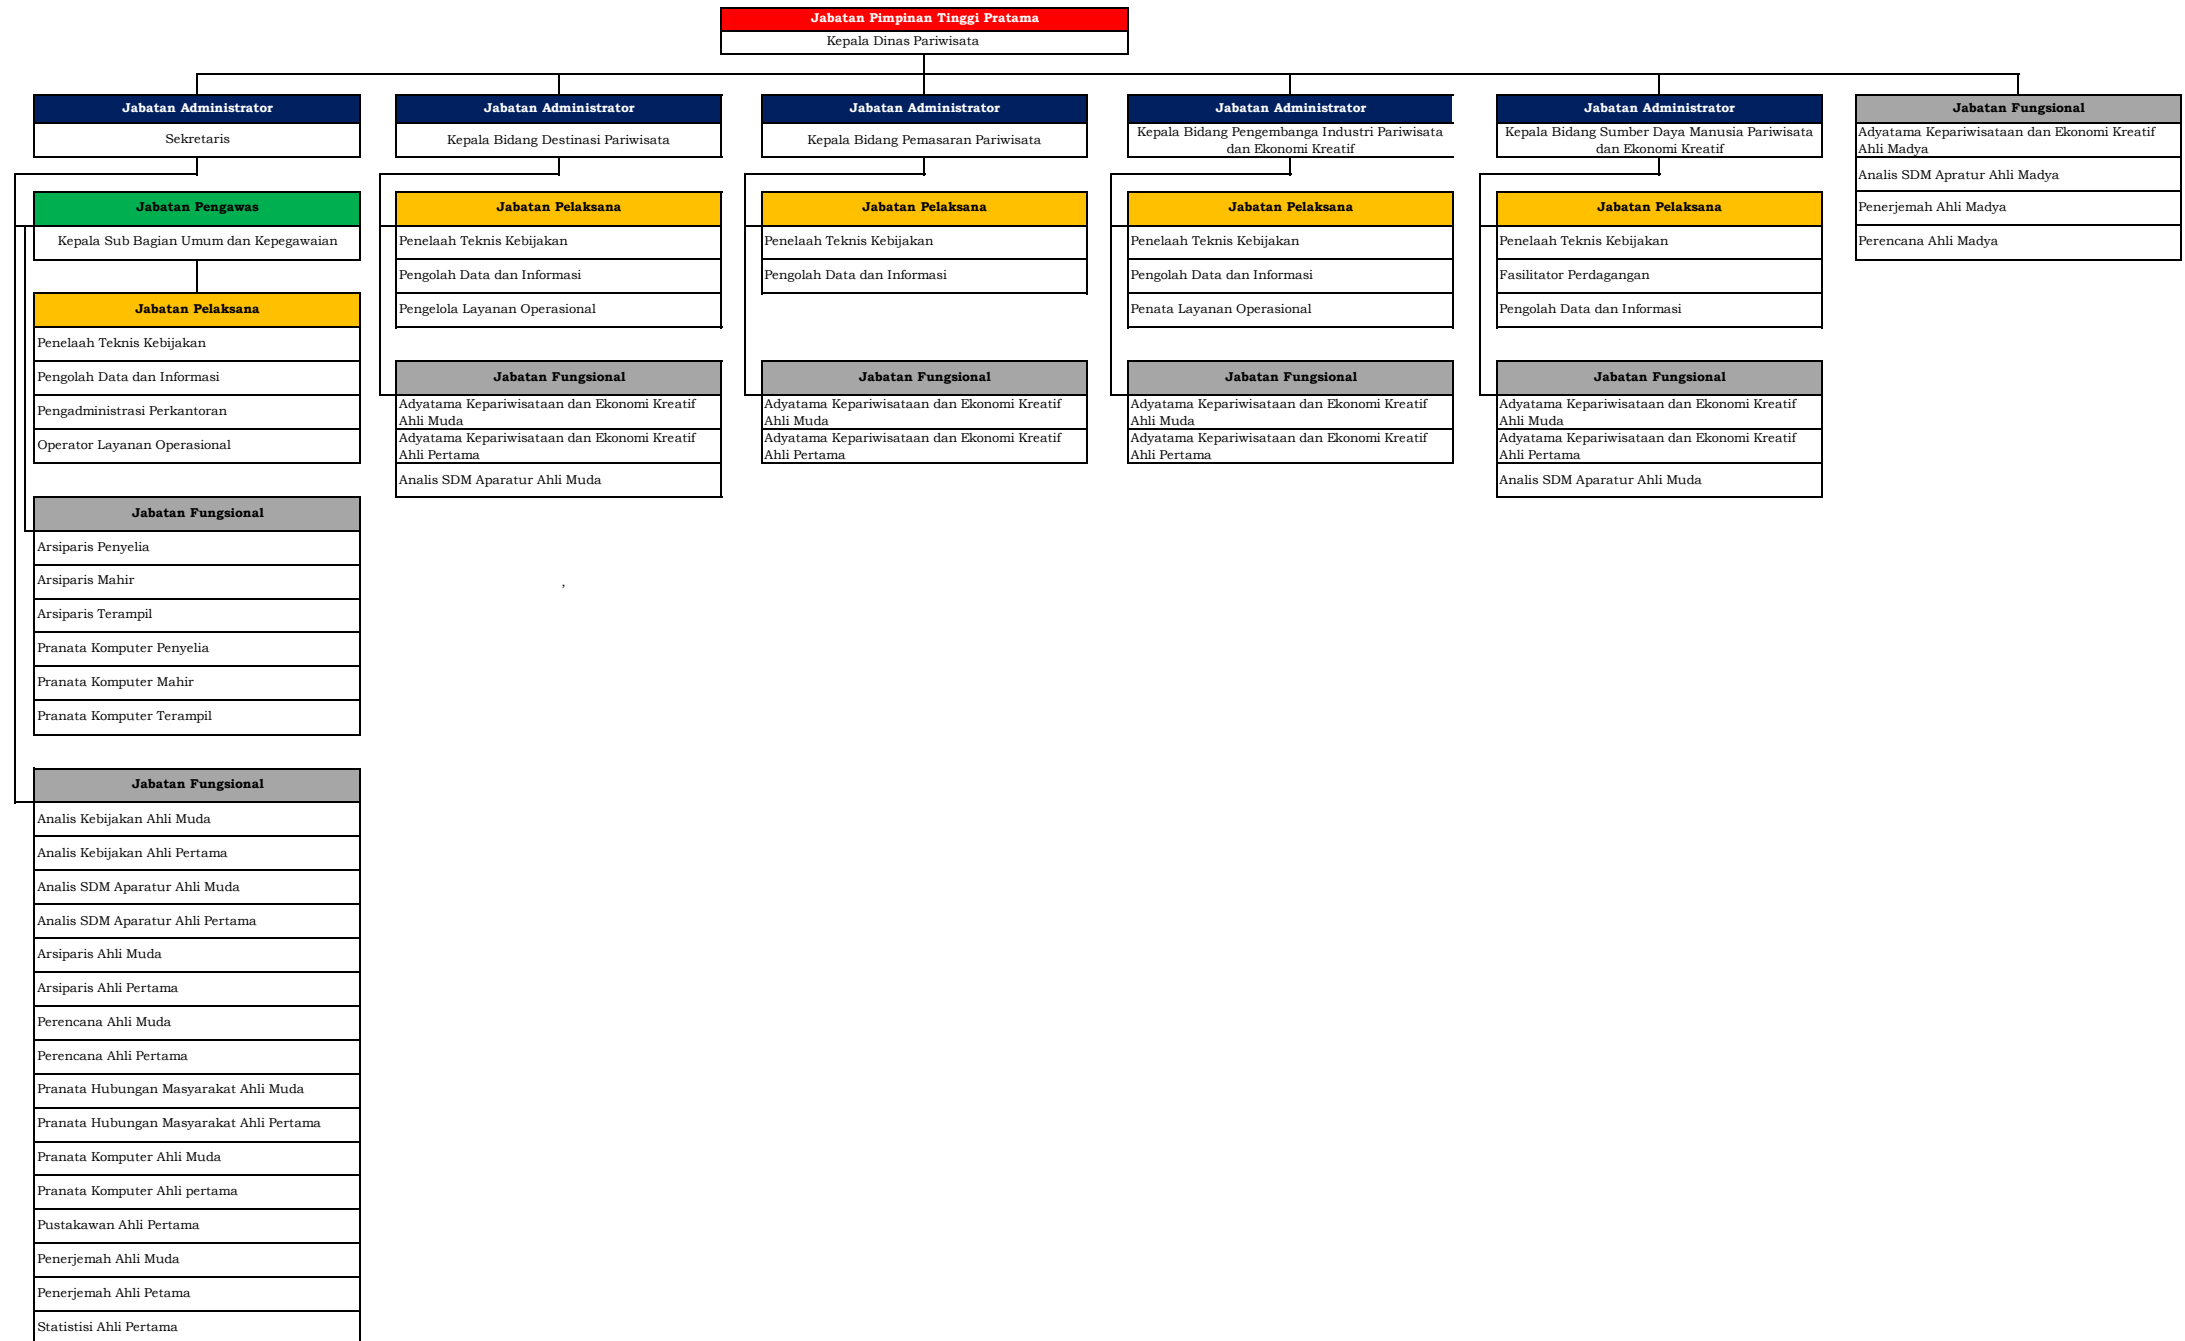 Jabatan Pimpinan Tinggi Pratama
Kepala Dinas Pariwisata
Jabatan Administrator
Sekretaris
Jabatan Pengawas
Kepala Sub Bagian Umum dan Kepegawaian
Jabatan Pelaksana
Penelaah Teknis Kebijakan
Pengolah Data dan Informasi
Pengadministrasi Perkantoran
Operator Layanan Operasional
Jabatan Fungsional
Arsiparis Penyelia
Arsiparis Mahir
Arsiparis Terampil
Pranata Komputer Penyelia
Pranata Komputer Mahir
Pranata Komputer Terampil
Jabatan Fungsional
Analis Kebijakan Ahli Muda
Analis Kebijakan Ahli Pertama
Analis SDM Aparatur Ahli Muda
Analis SDM Aparatur Ahli Pertama
Arsiparis Ahli Muda
Arsiparis Ahli Pertama
Perencana Ahli Muda
Perencana Ahli Pertama
Pranata Hubungan Masyarakat Ahli Muda
Pranata Hubungan Masyarakat Ahli Pertama
Pranata Komputer Ahli Muda
Pranata Komputer Ahli pertama
Pustakawan Ahli Pertama
Penerjemah Ahli Muda
Penerjemah Ahli Petama
Statistisi Ahli Pertama
Jabatan Administrator
Kepala Bidang Destinasi Pariwisata
Jabatan Pelaksana
Penelaah Teknis Kebijakan
Pengolah Data dan Informasi
Pengelola Layanan Operasional
Jabatan Fungsional
Adyatama Kepariwisataan dan Ekonomi Kreatif
Ahli Muda
Adyatama Kepariwisataan dan Ekonomi Kreatif
Ahli Pertama
Analis SDM Aparatur Ahli Muda
,
Jabatan Administrator
Kepala Bidang Pemasaran Pariwisata
Jabatan Pelaksana
Penelaah Teknis Kebijakan
Pengolah Data dan Informasi
Jabatan Fungsional
Adyatama Kepariwisataan dan Ekonomi Kreatif
Ahli Muda
Adyatama Kepariwisataan dan Ekonomi Kreatif
Ahli Pertama
Jabatan Administrator
Kepala Bidang Pengembanga Industri Pariwisata
dan Ekonomi Kreatif
Jabatan Pelaksana
Penelaah Teknis Kebijakan
Pengolah Data dan Informasi
Penata Layanan Operasional
Jabatan Fungsional
Adyatama Kepariwisataan dan Ekonomi Kreatif
Ahli Muda
Adyatama Kepariwisataan dan Ekonomi Kreatif
Ahli Pertama
Jabatan Administrator
Kepala Bidang Sumber Daya Manusia Pariwisata
dan Ekonomi Kreatif
Jabatan Pelaksana
Penelaah Teknis Kebijakan
Fasilitator Perdagangan
Pengolah Data dan Informasi
Jabatan Fungsional
Adyatama Kepariwisataan dan Ekonomi Kreatif
Ahli Muda
Adyatama Kepariwisataan dan Ekonomi Kreatif
Ahli Pertama
Analis SDM Aparatur Ahli Muda
Jabatan Fungsional
Adyatama Kepariwisataan dan Ekonomi Kreatif
Ahli Madya
Analis SDM Apratur Ahli Madya
Penerjemah Ahli Madya
Perencana Ahli Madya